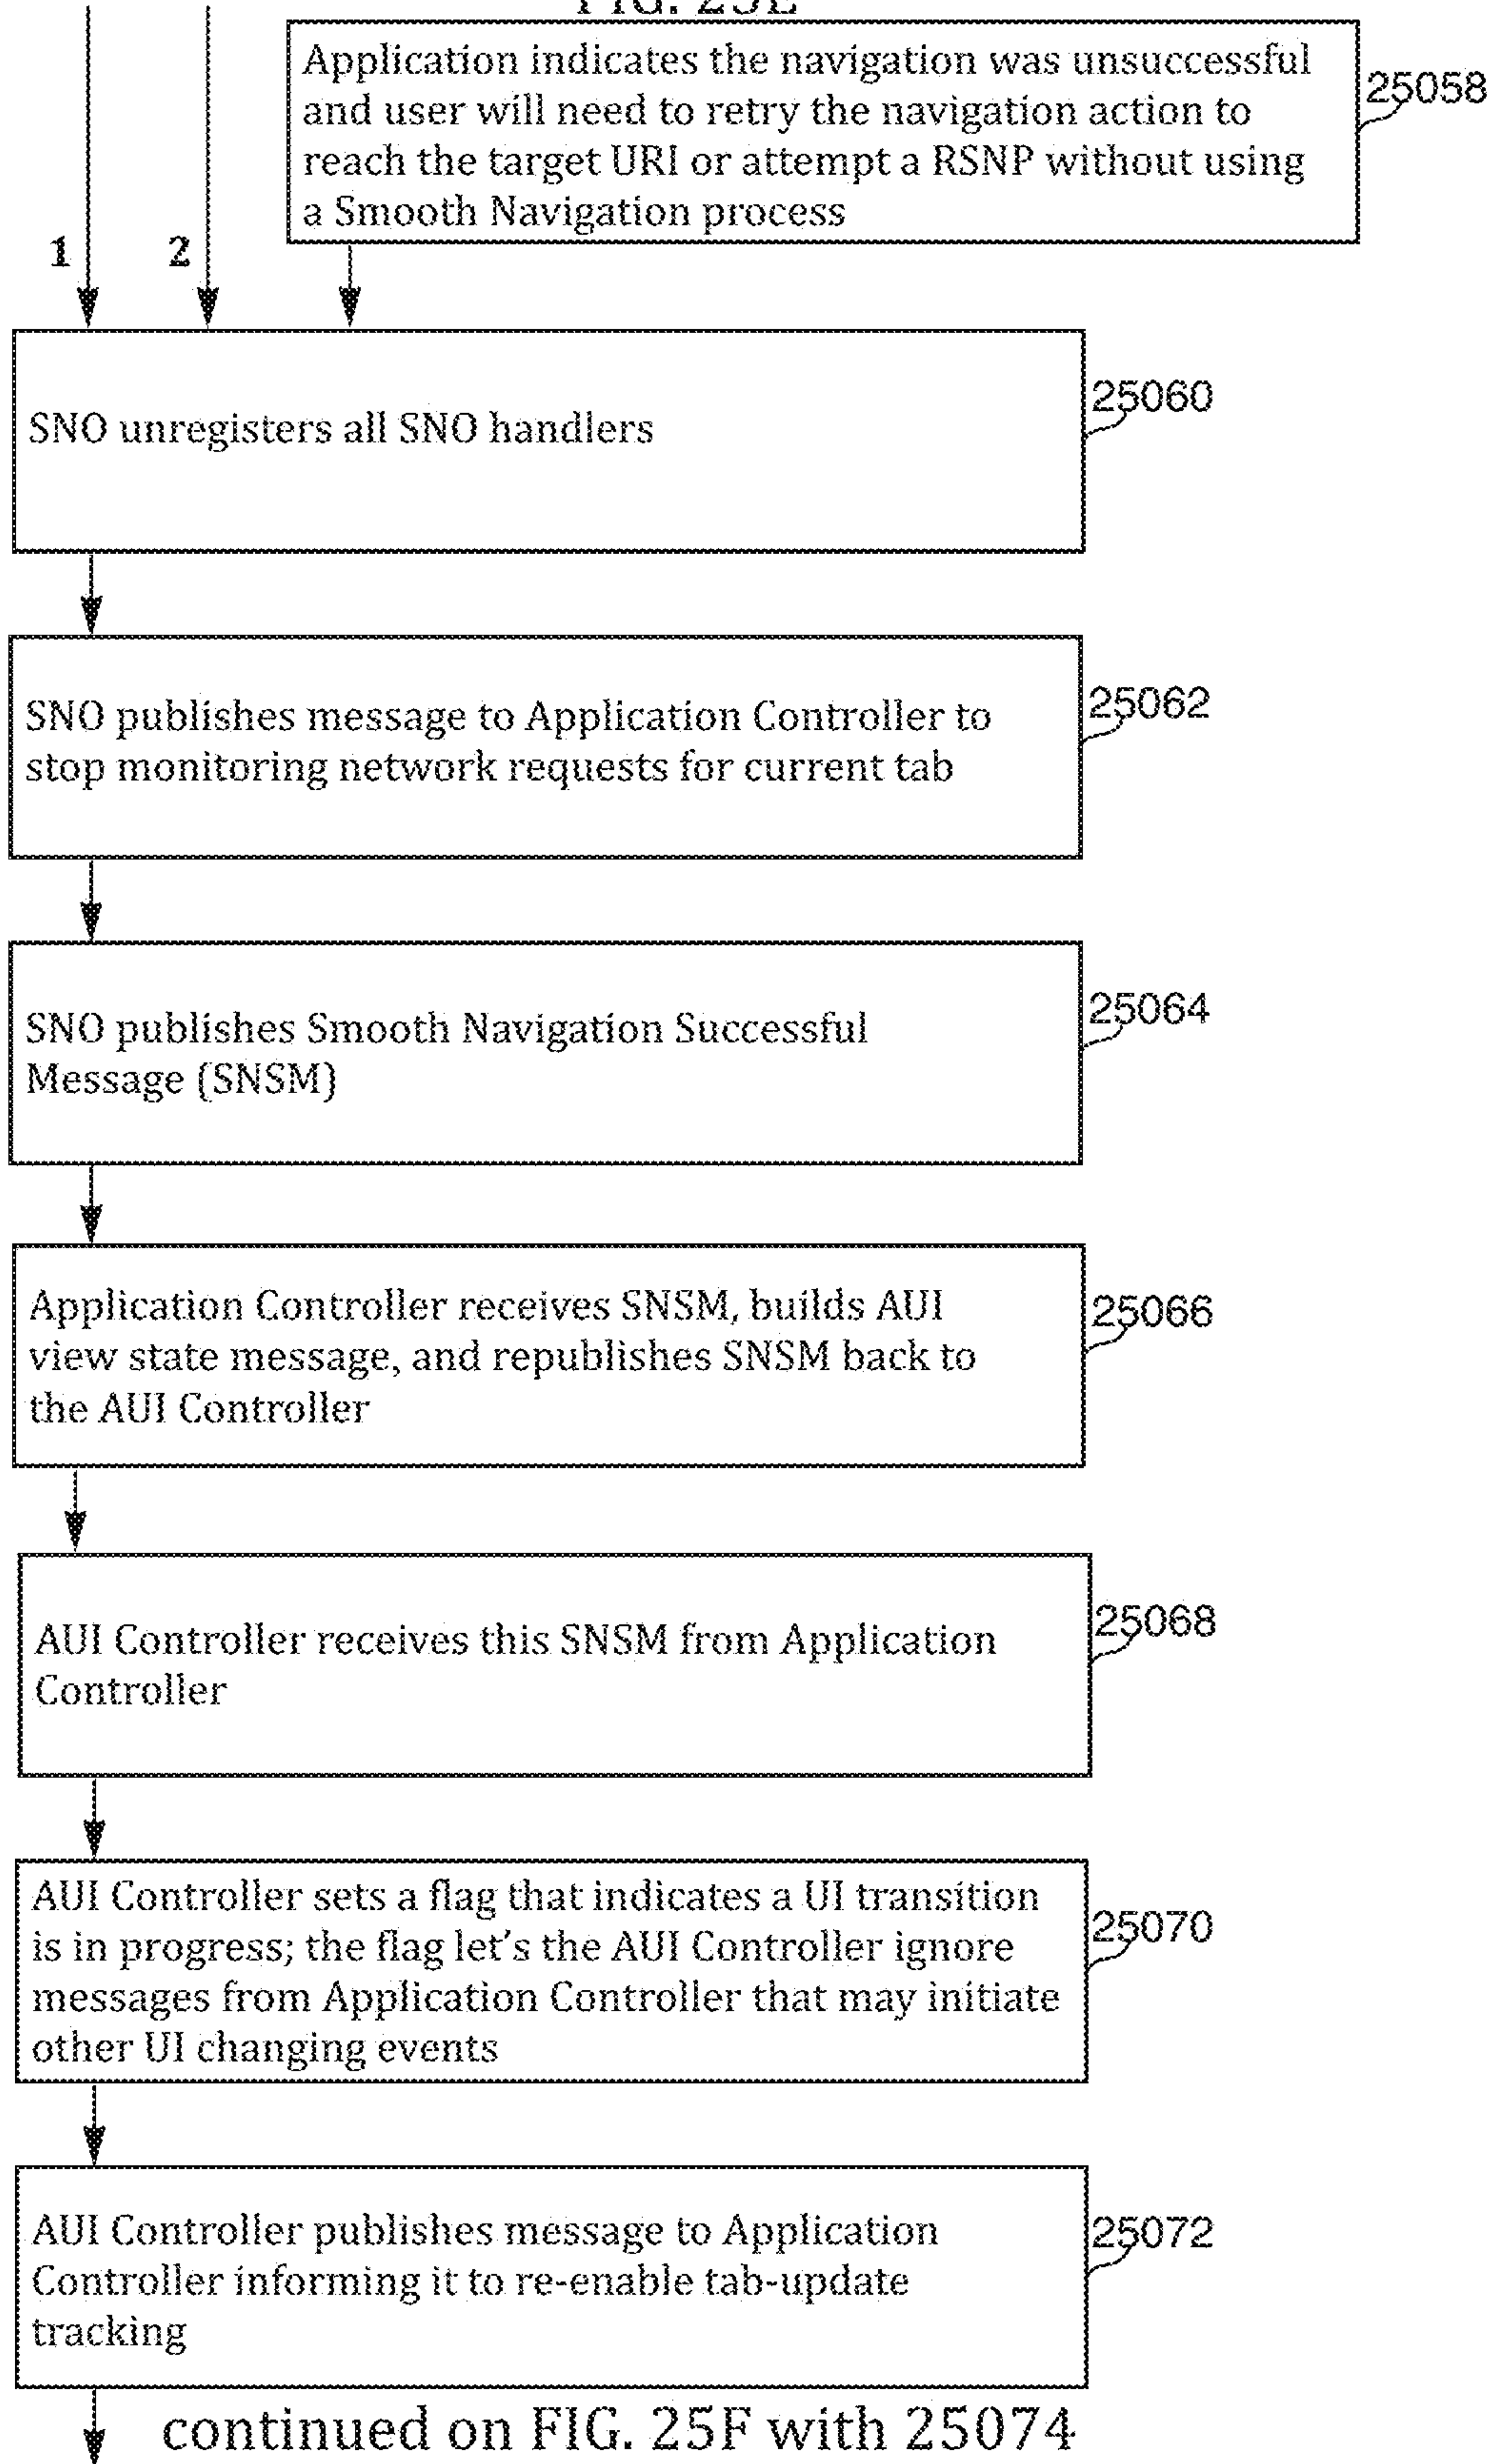 FIG. 25E
Application indicates the navigation was unsuccessful
and user will need to retry the navigation action to
reach the target URI or attempt a RSNP without using
a Smooth Navigation process
25058
1
2
SNO unregisters all SNO handlers
25060
SNO publishes message to Application Controller to
stop monitoring network requests for current tab
25062
SNO publishes Smooth Navigation Successful
Message (SNSM)
25064
Application Controller receives SNSM, builds AUI
view state message, and republishes SNSM back to
the AUI Controller
25066
AUI Controller receives this SNSM from Application
Controller
25068
AUI Controller sets a flag that indicates a UI transition
is in progress; the flag let's the AUI Controller ignore
messages from Application Controller that may initiate
other UI changing events
25070
AUI Controller publishes message to Application
Controller informing it to re-enable tab-update
tracking
25072
continued on FIG. 25F with 25074